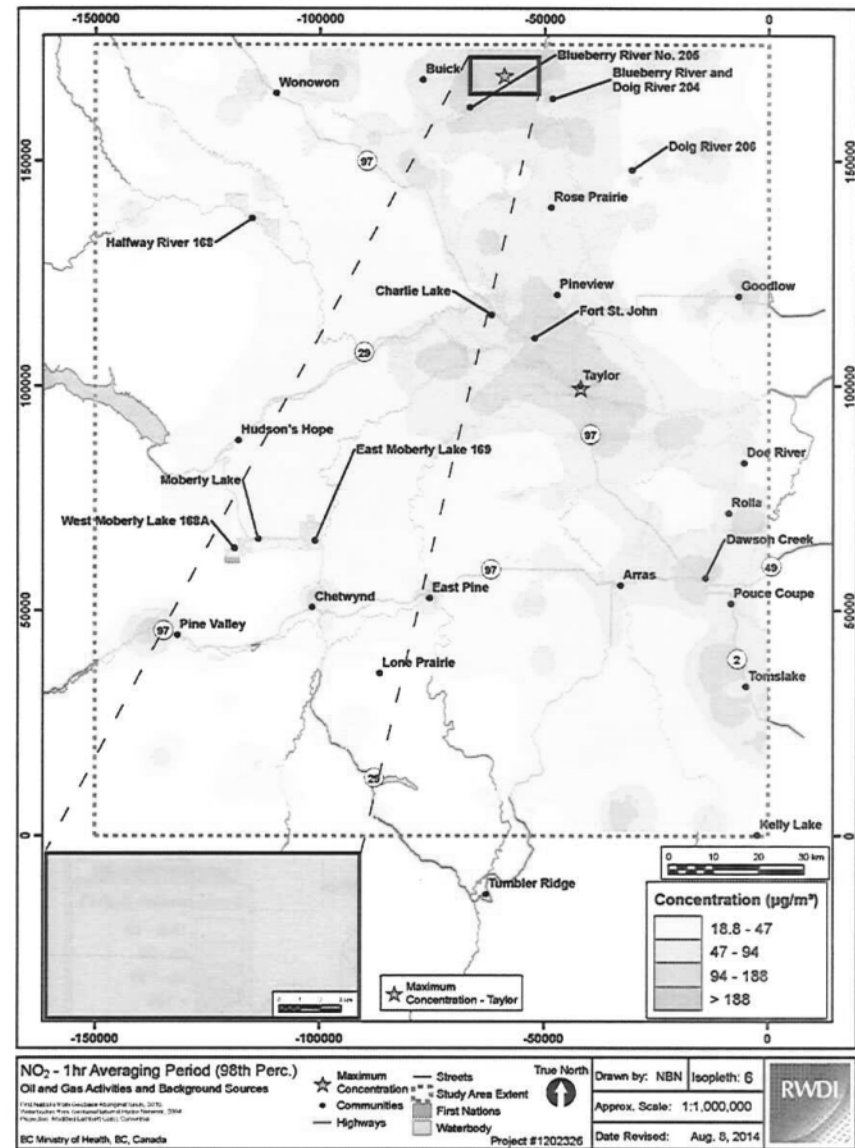 -150000
-100000
-50000
0
Blueberry River No. 205
Buick
Blueberry River and
Doig River 204
Wonowon
Doig River 206
150000
97
150000
Rose Prairie
Halfway River 168
Pineview
Goodlow
Charlie Lake
Fort St. John
29
Taylor
100000
100000
97
Hudson's Hope
East Moberly Lake 169
Doe River
Moberly Lake
Rolla
West Moberly Lake 168A
Dawson Creek
97
49
Arras
East Pine
Chetwynd
Pouce Coupe
50000
50000
97
Pine Valley
2
Lone Prairie
Tomslake
29
0
0
Kelly Lake
0 10 20 30 km
Tumbler Ridge
Concentration (µg/m³)
18.8 - 47
47 - 94
94 - 188
> 188
Maximum
Concentration - Taylor
-150000
-100000
-50000
0
NO2 - 1hr Averaging Period (98th Perc.)
Oil and Gas Activities and Background Sources
BC Ministry of Health, BC, Canada
Maximum
Concentration
Communities
Highways
Streets
Study Area Extent
First Nations
Waterbody
True North
Project #1202326
Drawn by: NBN
Isopleth: 6
Approx. Scale: 1:1,000,000
Date Revised: Aug. 8, 2014
RWDI